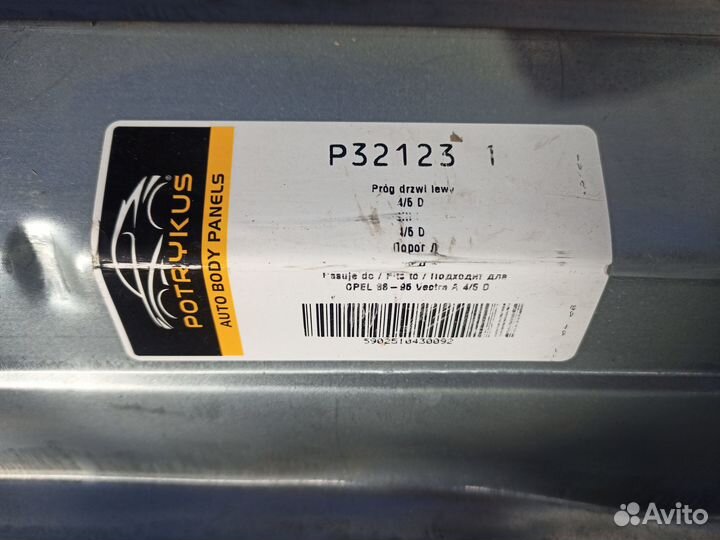 POTRYKUS®
AUTO BODY PANELS
P32123 1
Próg drzwi lewy
4/5 D
4/5 D
Порог Л
Pasuje do / Fits to / Подходит для
OPEL 88-95 Vectra A 4/5 D
5902510430092
Avito